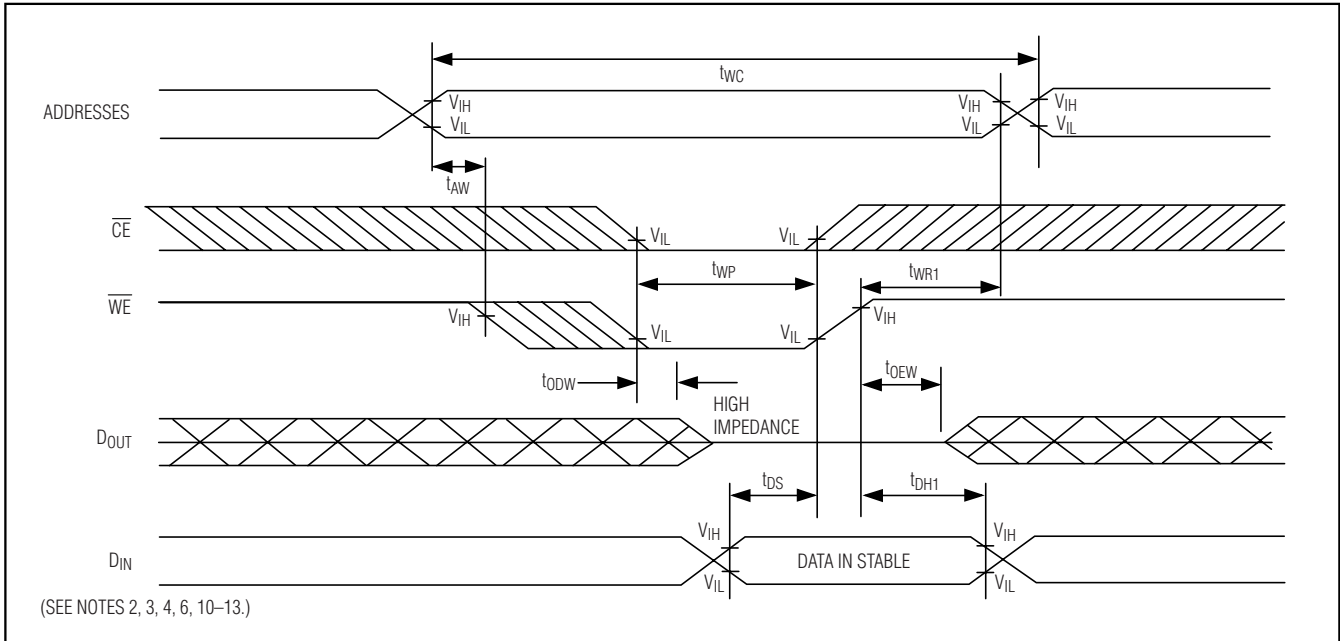 tWC
ADDRESSES
VIH
VIL
VIH
VIL
VIH
VIL
tAW
CE
VIL
VIL
tWP
tWR1
WE
VIH
VIL
VIL
VIH
tODW
tOEW
HIGH
IMPEDANCE
DOUT
tDS
tDH1
VIH
VIH
DIN
DATA IN STABLE
VIL
VIL
(SEE NOTES 2, 3, 4, 6, 10–13.)